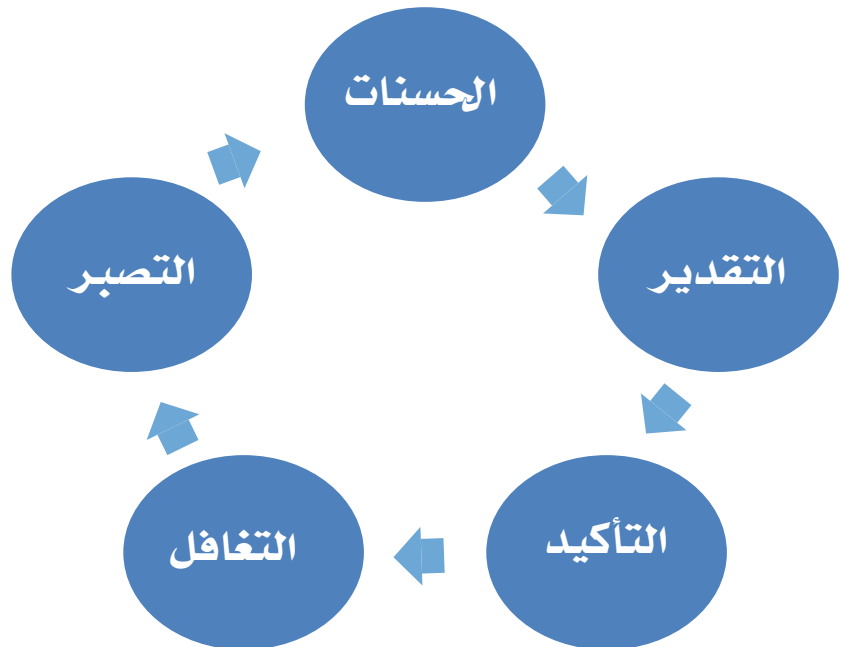 الحسنات
التقدير
التأكيد
التغافل
التصبر